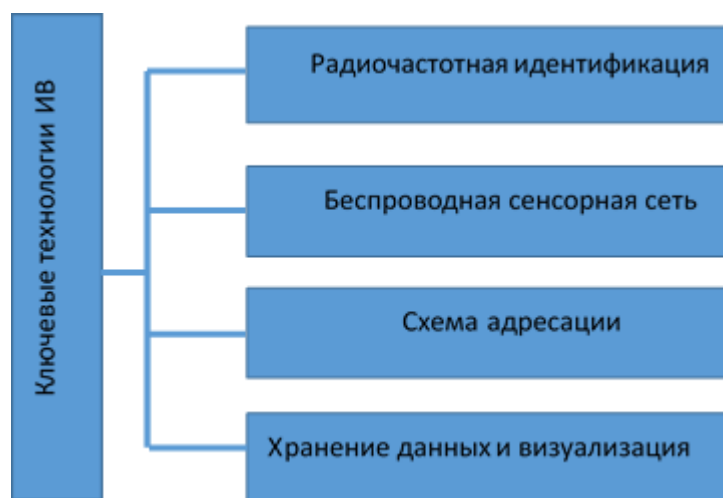 Ключевые технологии ИВ
Радиочастотная идентификация
Беспроводная сенсорная сеть
Схема адресации
Хранение данных и визуализация